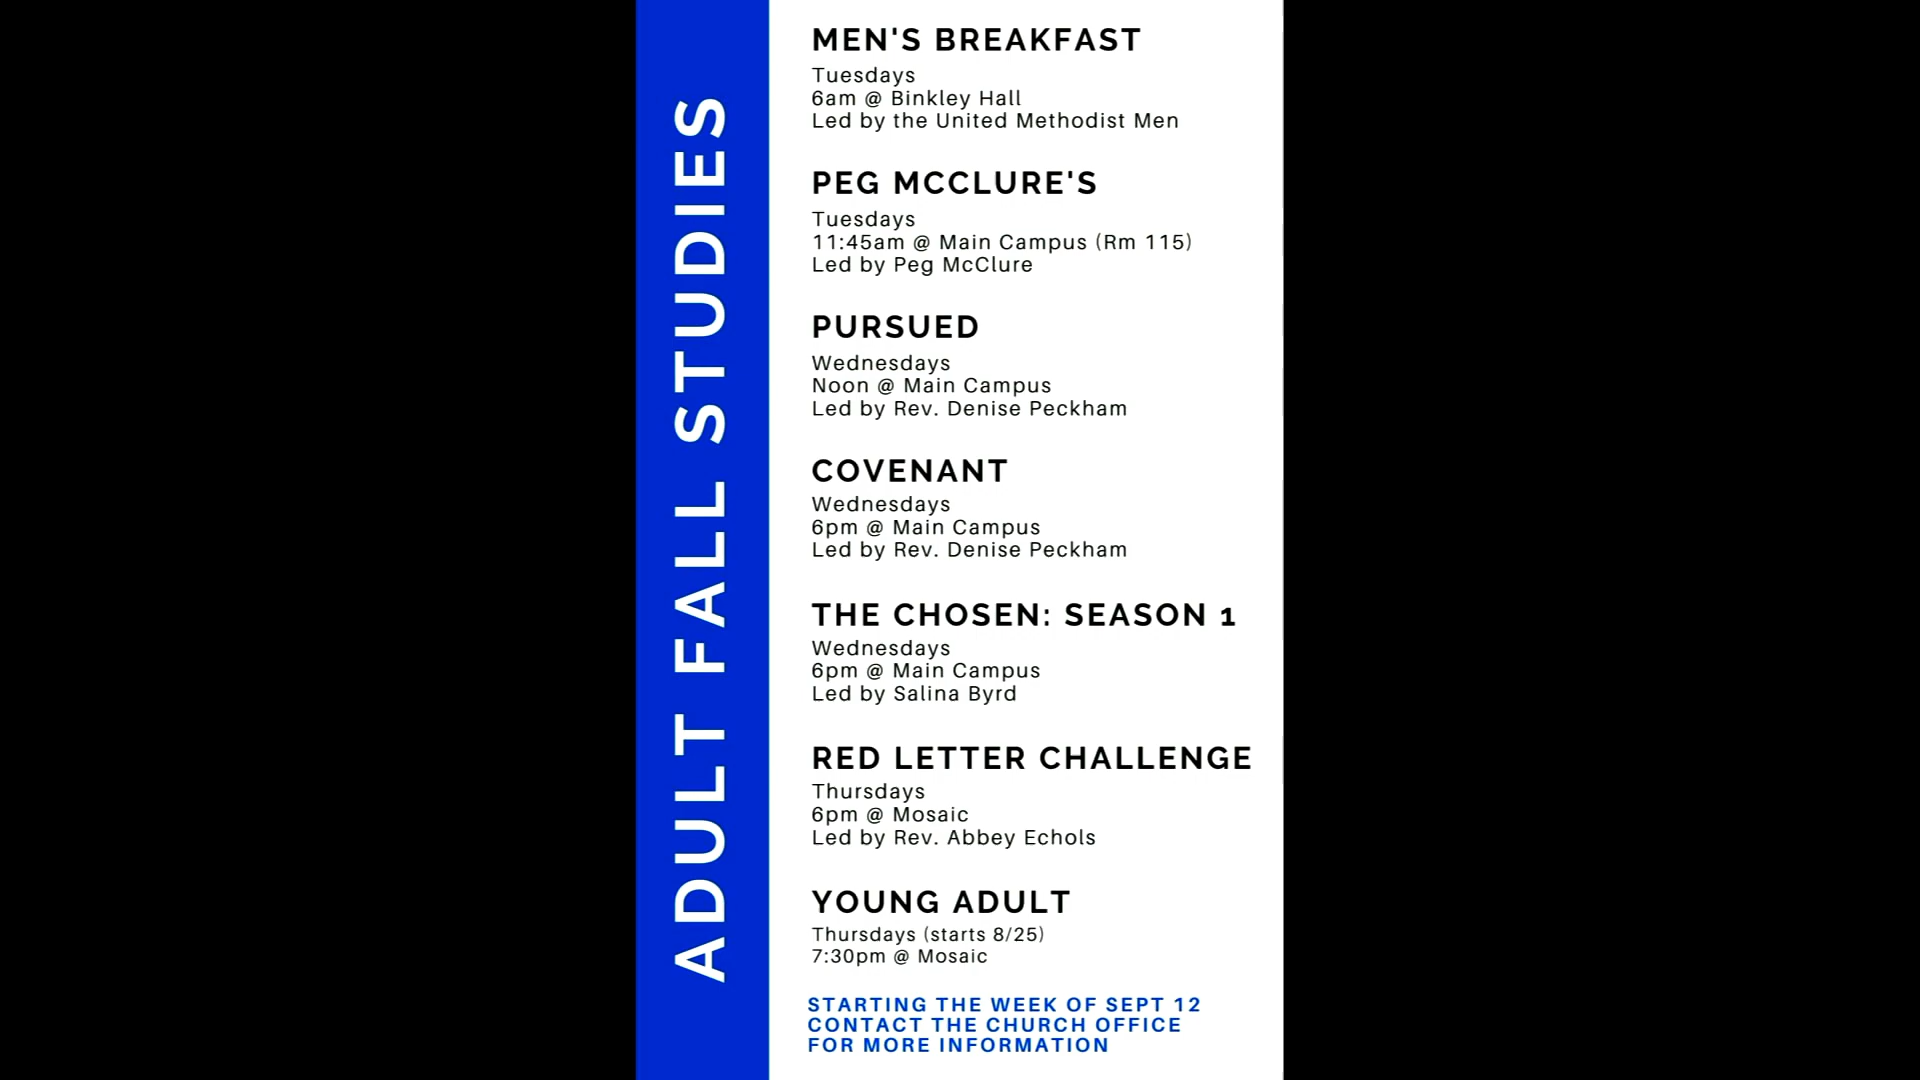 ADULT FALL STUDIES
MEN'S BREAKFAST
Tuesdays
6am @ Binkley Hall
Led by the United Methodist Men
PEG MCCLURE'S
Tuesdays
11:45am @ Main Campus (Rm 115)
Led by Peg McClure
PURSUED
Wednesdays
Noon @ Main Campus
Led by Rev. Denise Peckham
COVENANT
Wednesdays
6pm @ Main Campus
Led by Rev. Denise Peckham
THE CHOSEN: SEASON 1
Wednesdays
6pm @ Main Campus
Led by Salina Byrd
RED LETTER CHALLENGE
Thursdays
6pm @ Mosaic
Led by Rev. Abbey Echols
YOUNG ADULT
Thursdays (starts 8/25)
7:30pm @ Mosaic
STARTING THE WEEK OF SEPT 12
CONTACT THE CHURCH OFFICE
FOR MORE INFORMATION